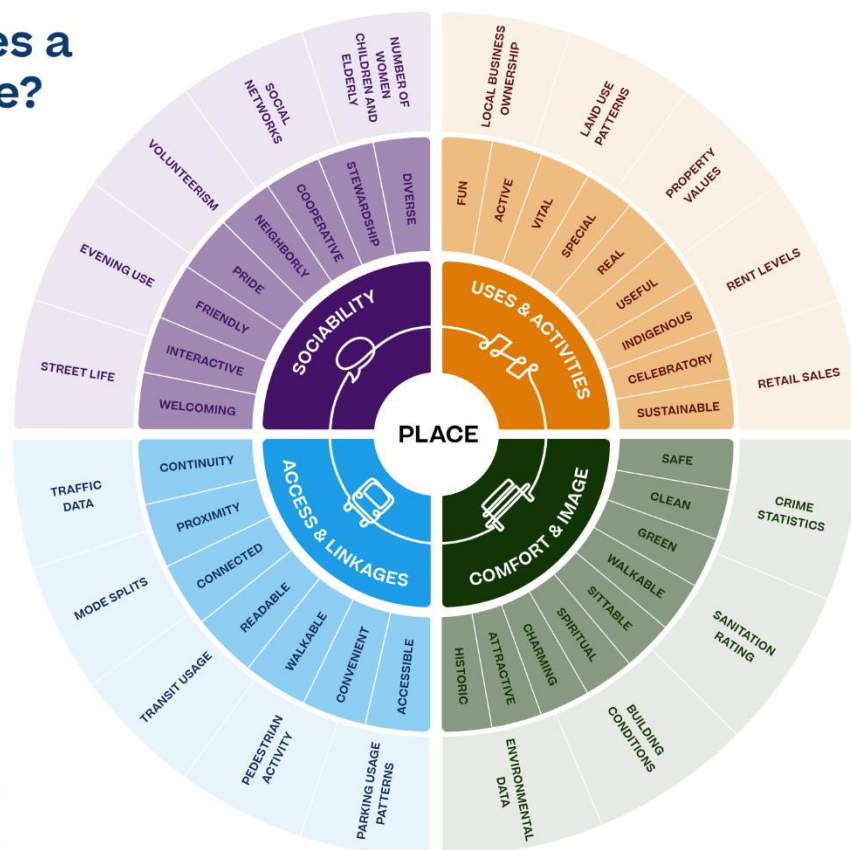 es a
e?
PLACE
SOCIABILITY
USES & ACTIVITIES
COMFORT & IMAGE
ACCESS & LINKAGES
WELCOMING
INTERACTIVE
FRIENDLY
PRIDE
NEIGHBORLY
COOPERATIVE
STEWARDSHIP
DIVERSE
STREET LIFE
EVENING USE
VOLUNTEERISM
SOCIAL
NETWORKS
NUMBER OF
WOMEN
CHILDREN AND
ELDERLY
FUN
ACTIVE
VITAL
SPECIAL
REAL
USEFUL
INDIGENOUS
CELEBRATORY
SUSTAINABLE
LOCAL BUSINESS
OWNERSHIP
LAND USE
PATTERNS
PROPERTY
VALUES
RENT LEVELS
RETAIL SALES
SAFE
CLEAN
GREEN
WALKABLE
SITTABLE
SPIRITUAL
CHARMING
ATTRACTIVE
HISTORIC
CRIME
STATISTICS
SANITATION
RATING
BUILDING
CONDITIONS
ENVIRONMENTAL
DATA
CONTINUITY
PROXIMITY
CONNECTED
READABLE
WALKABLE
CONVENIENT
ACCESSIBLE
TRAFFIC
DATA
MODE SPLITS
TRANSIT USAGE
PEDESTRIAN
ACTIVITY
PARKING USAGE
PATTERNS